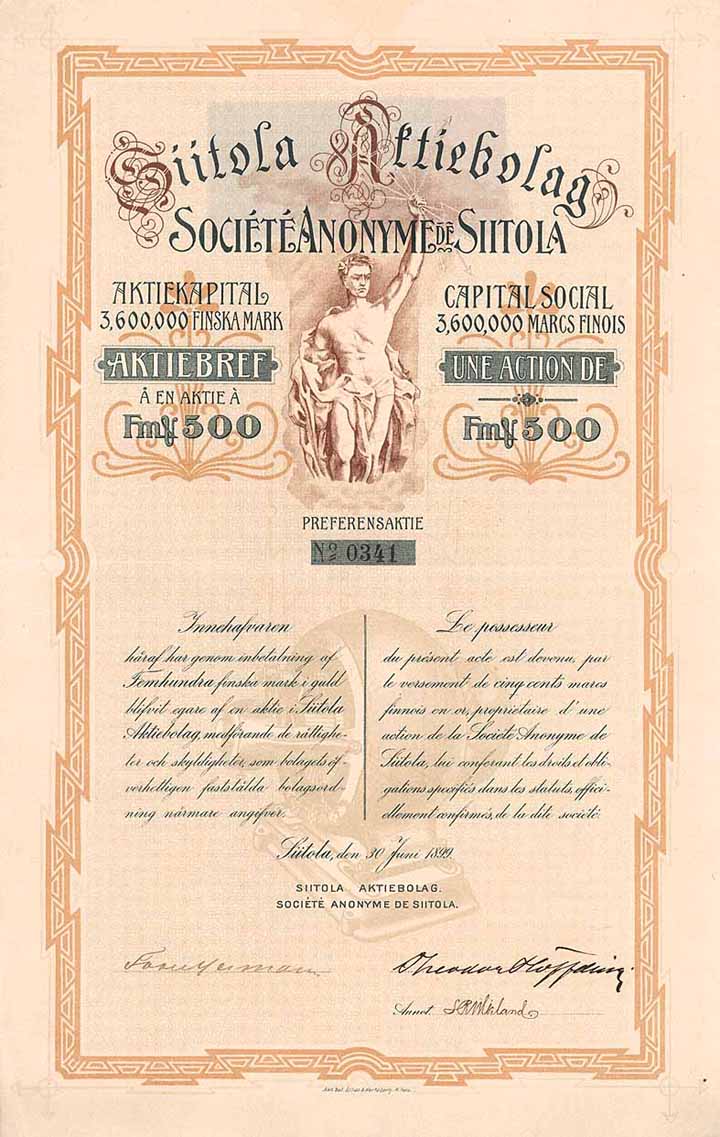 Siitola Aktiebolag
SOCIÉTÉ ANONYME DE SIITOLA
AKTIEKAPITAL
3,600,000 FINSKA MARK
AKTIEBREF
Å EN AKTIE À
Fmk 500
CAPITAL SOCIAL
3,600,000 MARCS FINOIS
UNE ACTION DE
Fmk 500
PREFERENSAKTIE
No 0341
Innehafvaren
häraf har genom inbetalning af
Femhundra finska mark i guld
blifvit egare af en aktie i Siitola
Aktiebolag, medförande de rättighe-
ter och skyldigheter, som bolagets öf-
verhettligen fastställda bolagsord-
ning närmare angifver.
Le possesseur
du présent acte est devenu, par
le versement de cinq cents marcs
finnois en or, propriétaire d'une
action de la Société Anonyme de
Siitola, lui conférant les droits et obli-
gations specifiés dans les statuts, offici-
ellement confirmés, de la dite société.
Siitola, den 30 Juni 1899.
SIITOLA AKTIEBOLAG.
SOCIÉTÉ ANONYME DE SIITOLA.
Theodor Høffding
Annot.